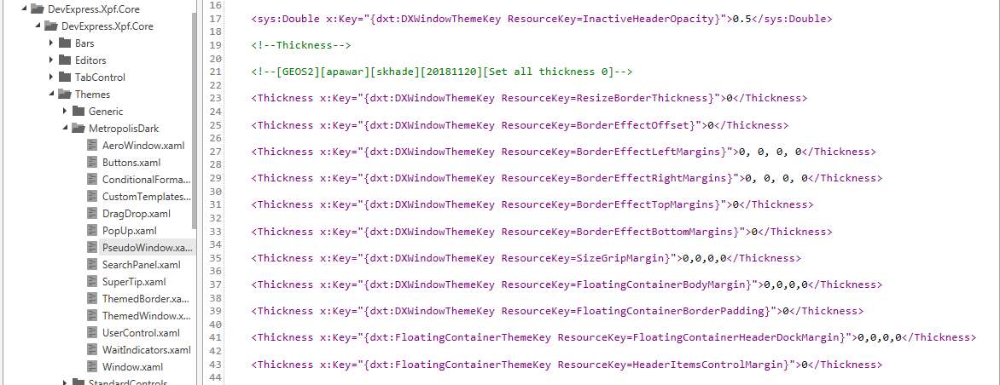 DevExpress.Xpf.Core
DevExpress.Xpf.Core
Bars
Editors
TabControl
Themes
Generic
MetropolisDark
AeroWindow.xaml
Buttons.xaml
ConditionalForma...
CustomTemplates...
DragDrop.xaml
PopUp.xaml
PseudoWindow.xa...
SearchPanel.xaml
SuperTip.xaml
ThemedBorder.xa...
ThemedWindow.x...
UserControl.xaml
WaitIndicators.xaml
Window.xaml
StandardControls
16
17 <sys:Double x:Key="{dxt:DXWindowThemeKey ResourceKey=InactiveHeaderOpacity}">0.5</sys:Double>
18
19 <!--Thickness-->
20
21 <!--[GEOS2][apawar][skhade][20181120][Set all thickness 0]-->
22
23 <Thickness x:Key="{dxt:DXWindowThemeKey ResourceKey=ResizeBorderThickness}">0</Thickness>
24
25 <Thickness x:Key="{dxt:DXWindowThemeKey ResourceKey=BorderEffectOffset}">0</Thickness>
26
27 <Thickness x:Key="{dxt:DXWindowThemeKey ResourceKey=BorderEffectLeftMargins}">0, 0, 0, 0</Thickness>
28
29 <Thickness x:Key="{dxt:DXWindowThemeKey ResourceKey=BorderEffectRightMargins}">0, 0, 0, 0</Thickness>
30
31 <Thickness x:Key="{dxt:DXWindowThemeKey ResourceKey=BorderEffectTopMargins}">0</Thickness>
32
33 <Thickness x:Key="{dxt:DXWindowThemeKey ResourceKey=BorderEffectBottomMargins}">0</Thickness>
34
35 <Thickness x:Key="{dxt:DXWindowThemeKey ResourceKey=SizeGripMargin}">0,0,0,0</Thickness>
36
37 <Thickness x:Key="{dxt:DXWindowThemeKey ResourceKey=FloatingContainerBodyMargin}">0,0,0,0</Thickness>
38
39 <Thickness x:Key="{dxt:DXWindowThemeKey ResourceKey=FloatingContainerBorderPadding}">0</Thickness>
40
41 <Thickness x:Key="{dxt:FloatingContainerThemeKey ResourceKey=FloatingContainerHeaderDockMargin}">0,0,0,0</Thickness>
42
43 <Thickness x:Key="{dxt:FloatingContainerThemeKey ResourceKey=HeaderItemsControlMargin}">0</Thickness>
44